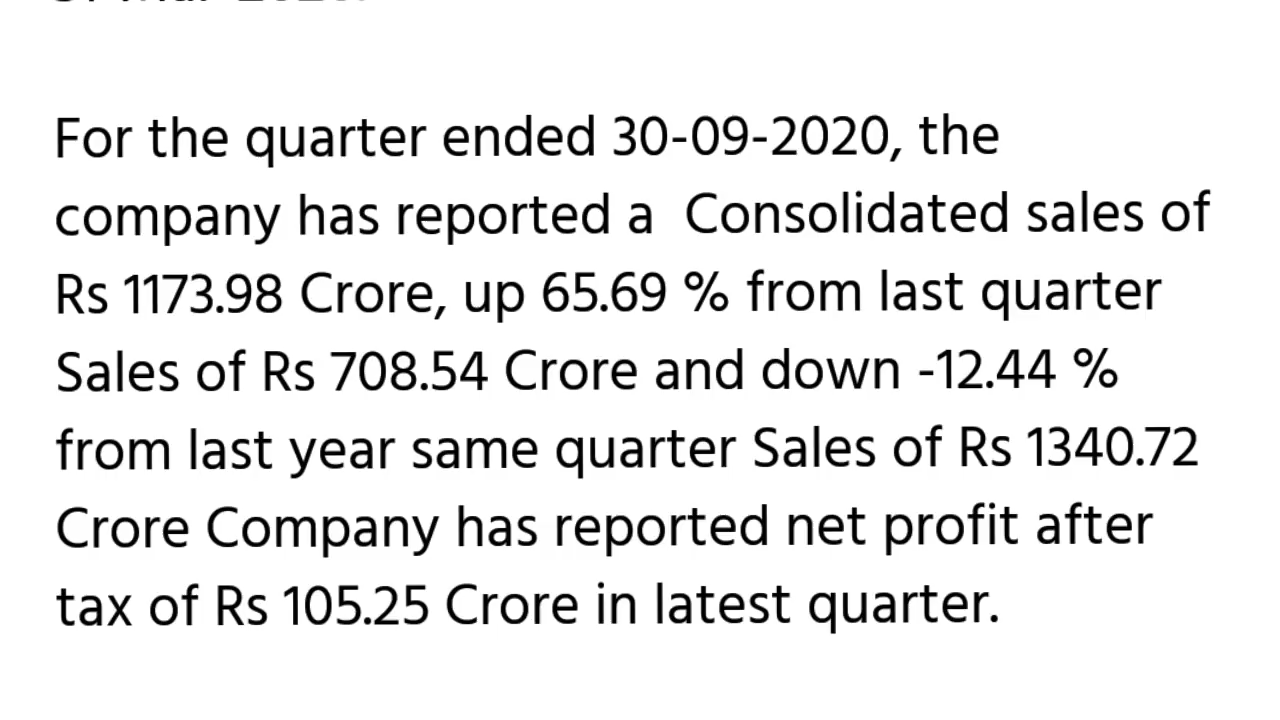 For the quarter ended 30-09-2020, the
company has reported a  Consolidated sales of
Rs 1173.98 Crore, up 65.69 % from last quarter
Sales of Rs 708.54 Crore and down -12.44 %
from last year same quarter Sales of Rs 1340.72
Crore Company has reported net profit after
tax of Rs 105.25 Crore in latest quarter.